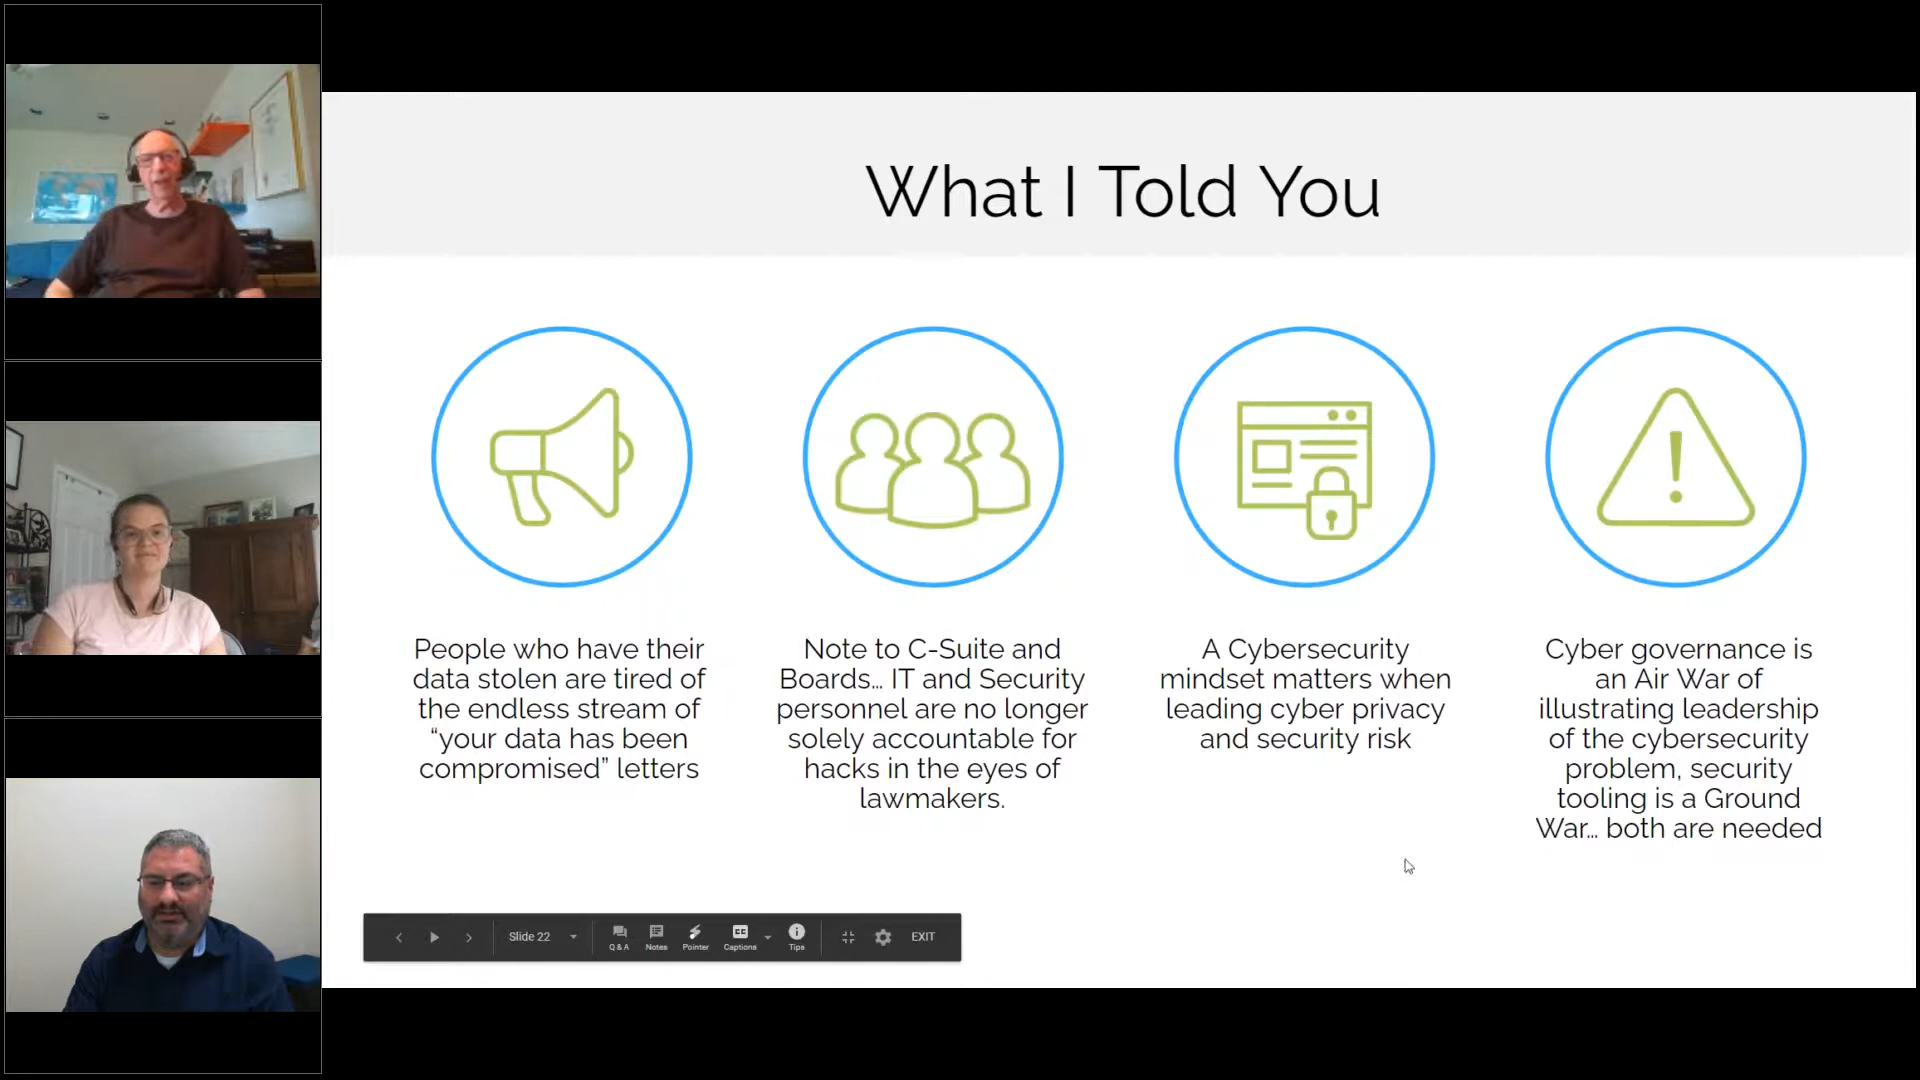 What I Told You
People who have their
data stolen are tired of
the endless stream of
“your data has been
compromised” letters
Note to C-Suite and
Boards... IT and Security
personnel are no longer
solely accountable for
hacks in the eyes of
lawmakers.
A Cybersecurity
mindset matters when
leading cyber privacy
and security risk
Cyber governance is
an Air War of
illustrating leadership
of the cybersecurity
problem, security
tooling is a Ground
War... both are needed
Slide 22
Q & A
Notes
Pointer
CC
Captions
Tips
EXIT